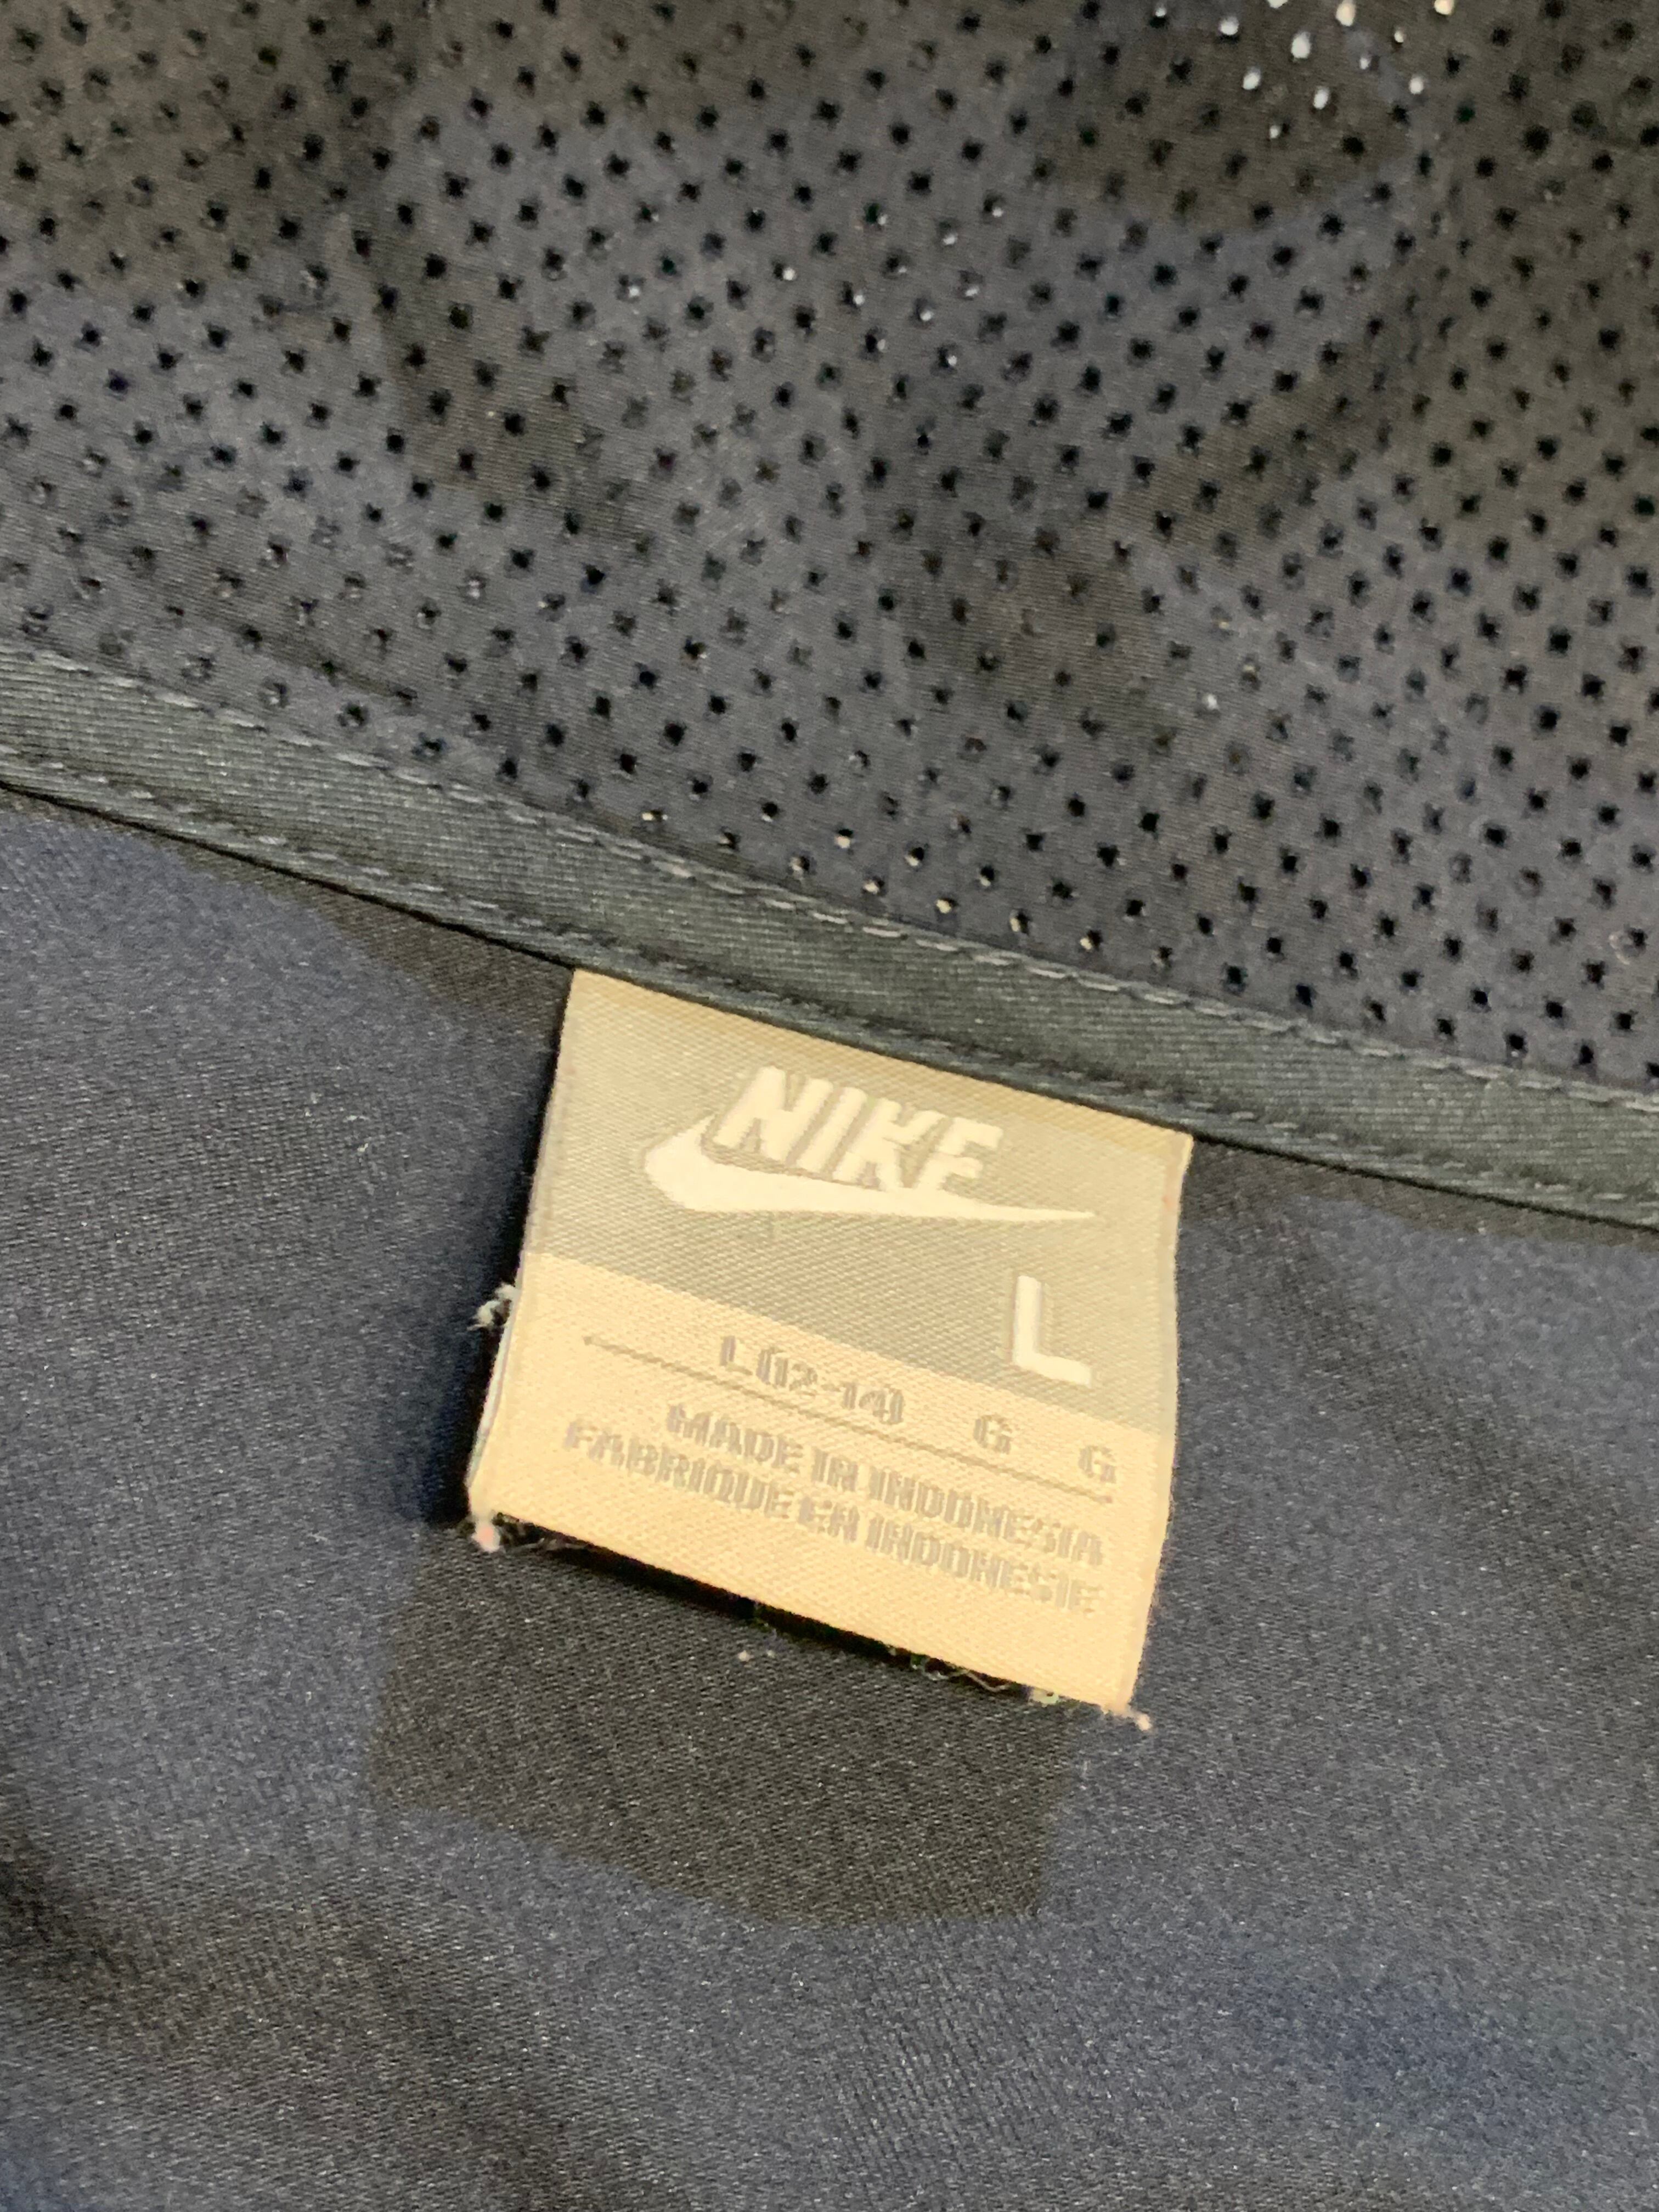 NIKE
L
L(12-14) G G
MADE IN INDONESIA
FABRIQUE EN INDONESIE